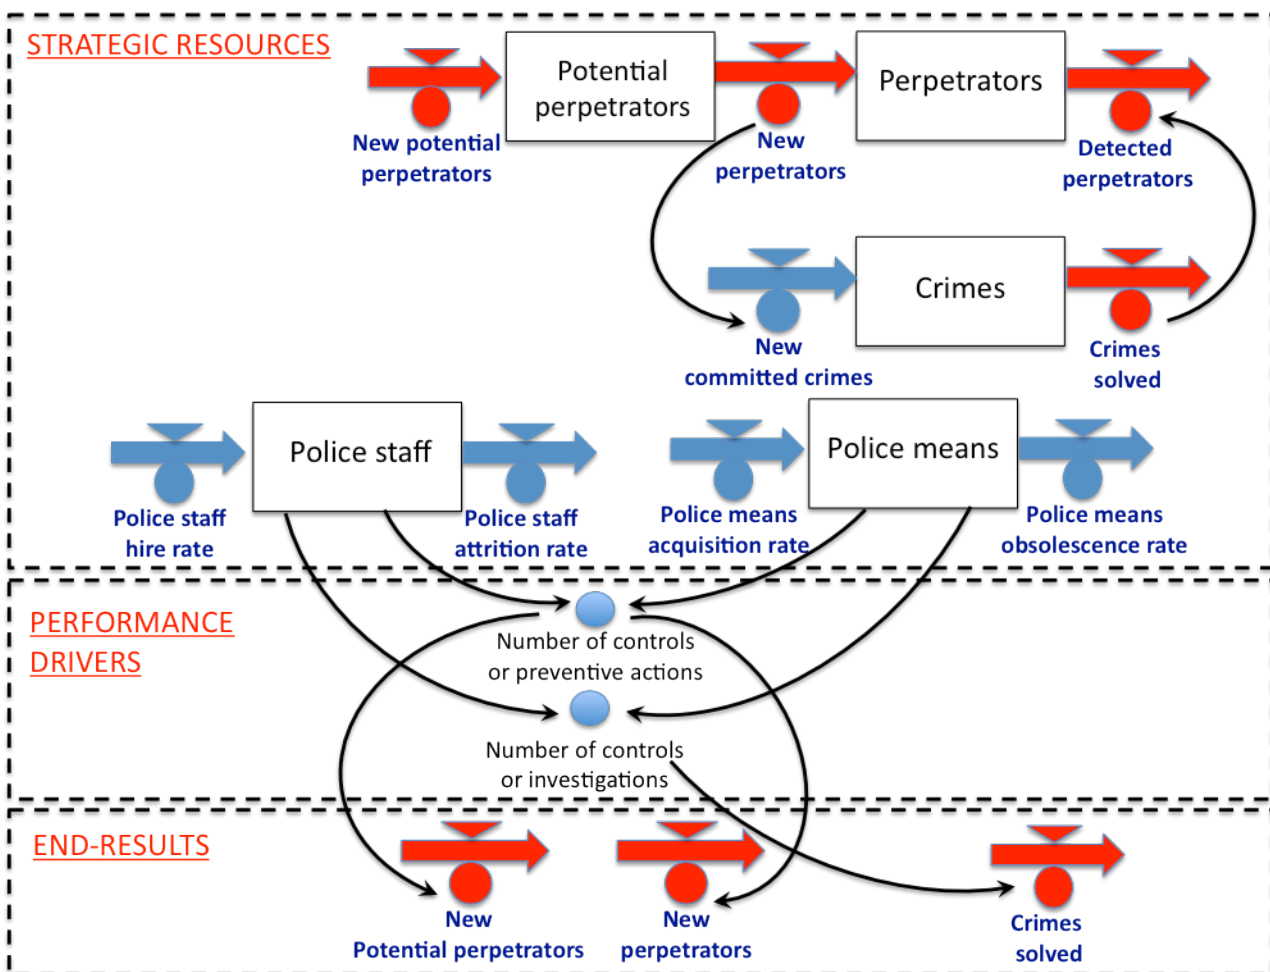 STRATEGIC RESOURCES
Potential
perpetrators
Perpetrators
New potential
perpetrators
New
perpetrators
Detected
perpetrators
Crimes
New
committed crimes
Crimes
solved
Police staff
Police means
Police staff
hire rate
Police staff
attrition rate
Police means
acquisition rate
Police means
obsolescence rate
PERFORMANCE
DRIVERS
Number of controls
or preventive actions
Number of controls
or investigations
END-RESULTS
New
Potential perpetrators
New
perpetrators
Crimes
solved